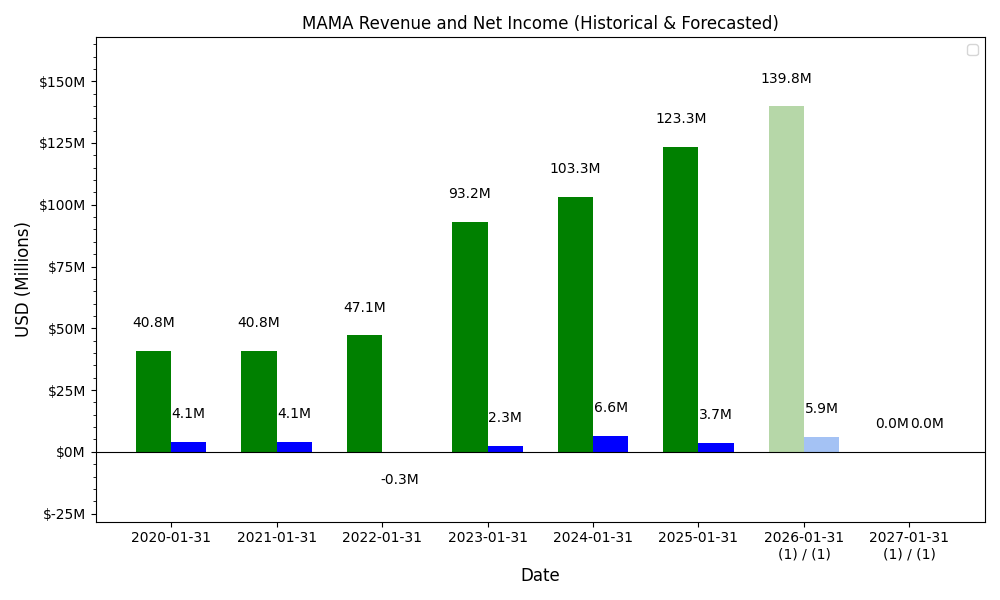 MAMA Revenue and Net Income (Historical & Forecasted)
USD (Millions)
$150M
$125M
$100M
$75M
$50M
$25M
$0M
$-25M
40.8M
4.1M
40.8M
4.1M
47.1M
-0.3M
93.2M
2.3M
103.3M
6.6M
123.3M
3.7M
139.8M
5.9M
0.0M
0.0M
2020-01-31
2021-01-31
2022-01-31
2023-01-31
2024-01-31
2025-01-31
2026-01-31
(1) / (1)
2027-01-31
(1) / (1)
Date